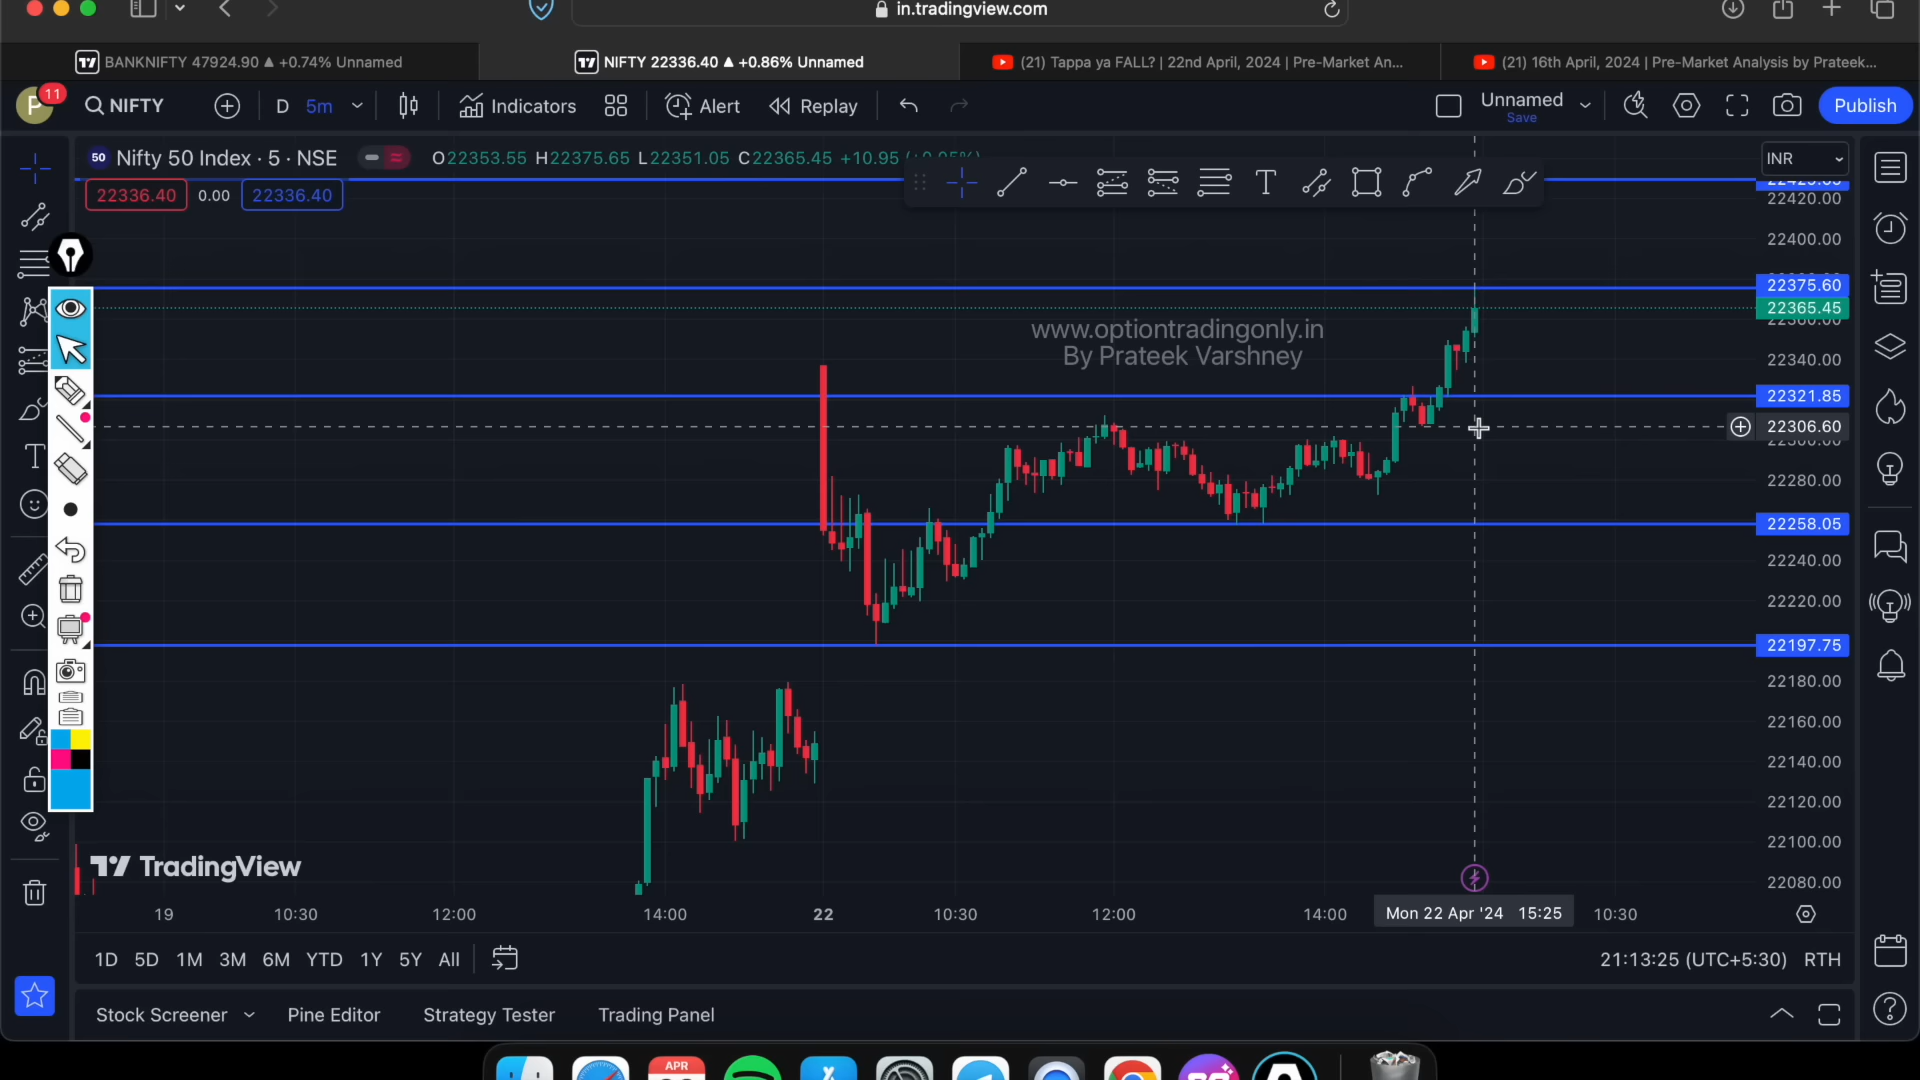 in.tradingview.com
BANKNIFTY 47924.90 ▲ +0.74% Unnamed
NIFTY 22336.40 ▲ +0.86% Unnamed
(21) Tappa ya FALL? | 22nd April, 2024 | Pre-Market An...
(21) 16th April, 2024 | Pre-Market Analysis by Prateek...
P
11
NIFTY
D
5m
Indicators
Alert
Replay
Unnamed
Save
Publish
50
Nifty 50 Index · 5 · NSE
O22353.55 H22375.65 L22351.05 C22365.45 +10.95
INR
22336.40
0.00
22336.40
22420.00
22400.00
22375.60
22365.45
22340.00
22321.85
22306.60
22280.00
22258.05
22240.00
22220.00
22197.75
22180.00
22160.00
22140.00
22120.00
22100.00
22080.00
www.optiontradingonly.in
By Prateek Varshney
TradingView
19
10:30
12:00
14:00
22
10:30
12:00
14:00
Mon 22 Apr '24 15:25
10:30
1D 5D 1M 3M 6M YTD 1Y 5Y All
21:13:25 (UTC+5:30) RTH
Stock Screener
Pine Editor
Strategy Tester
Trading Panel
APR